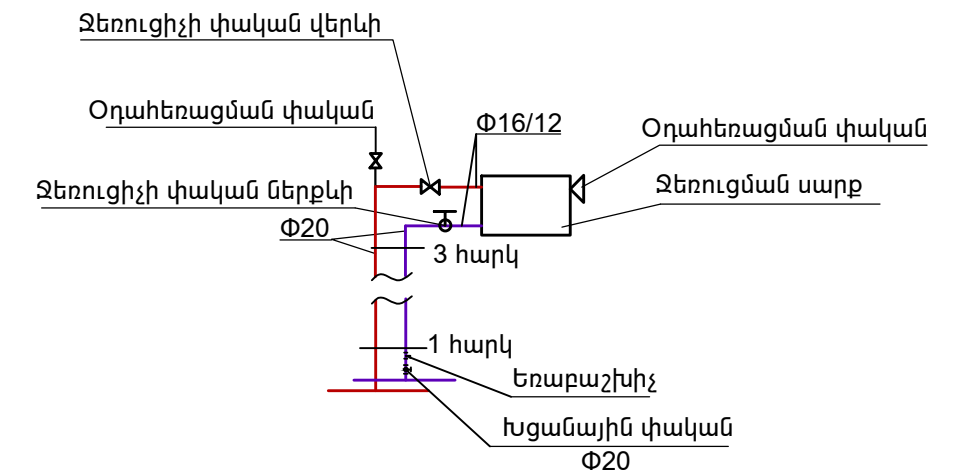 Ջեռուցիչի փական վերևի
Օդահեռացման փական
Φ16/12
Օդահեռացման փական
Ջեռուցիչի փական ներքևի
Ջեռուցման սարք
Φ20
3 հարկ
1 հարկ
Եռաբաշխիչ
Խցանային փական
Φ20